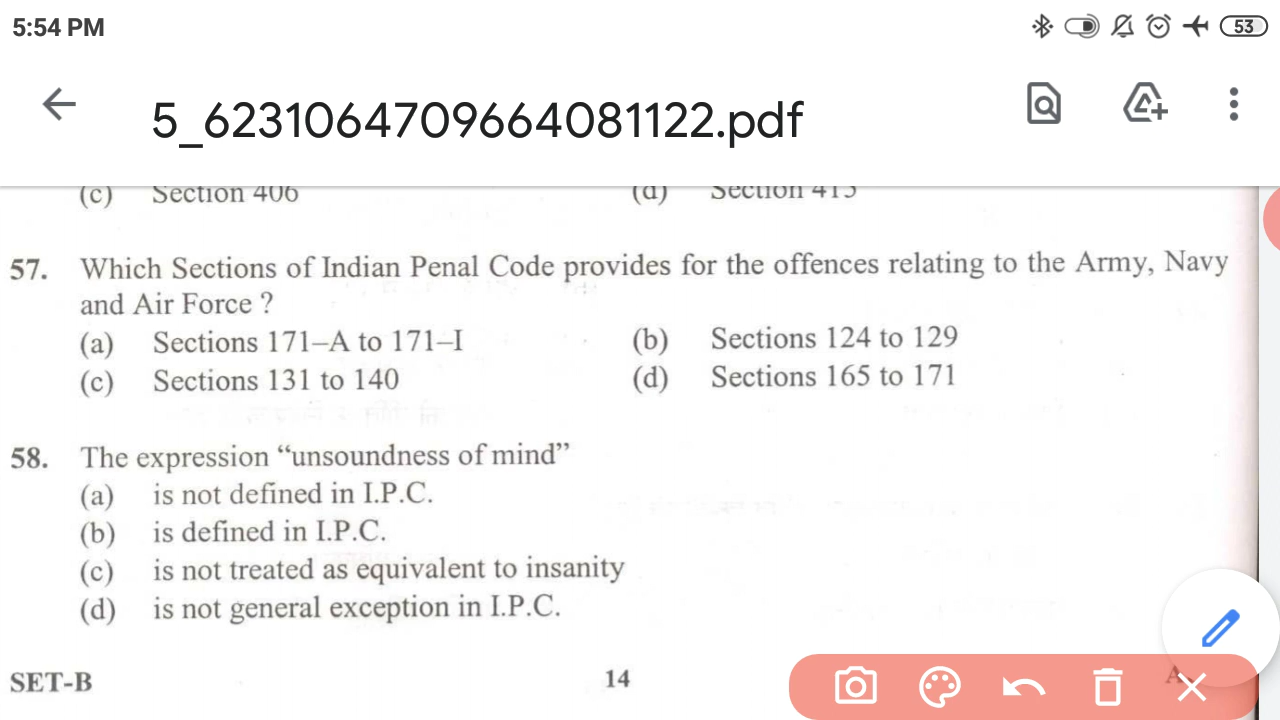 5:54 PM
53
5_6231064709664081122.pdf
(c) Section 406 (d) Section 415
57. Which Sections of Indian Penal Code provides for the offences relating to the Army, Navy
and Air Force ?
(a) Sections 171–A to 171–I (b) Sections 124 to 129
(c) Sections 131 to 140 (d) Sections 165 to 171
58. The expression “unsoundness of mind”
(a) is not defined in I.P.C.
(b) is defined in I.P.C.
(c) is not treated as equivalent to insanity
(d) is not general exception in I.P.C.
SET-B 14